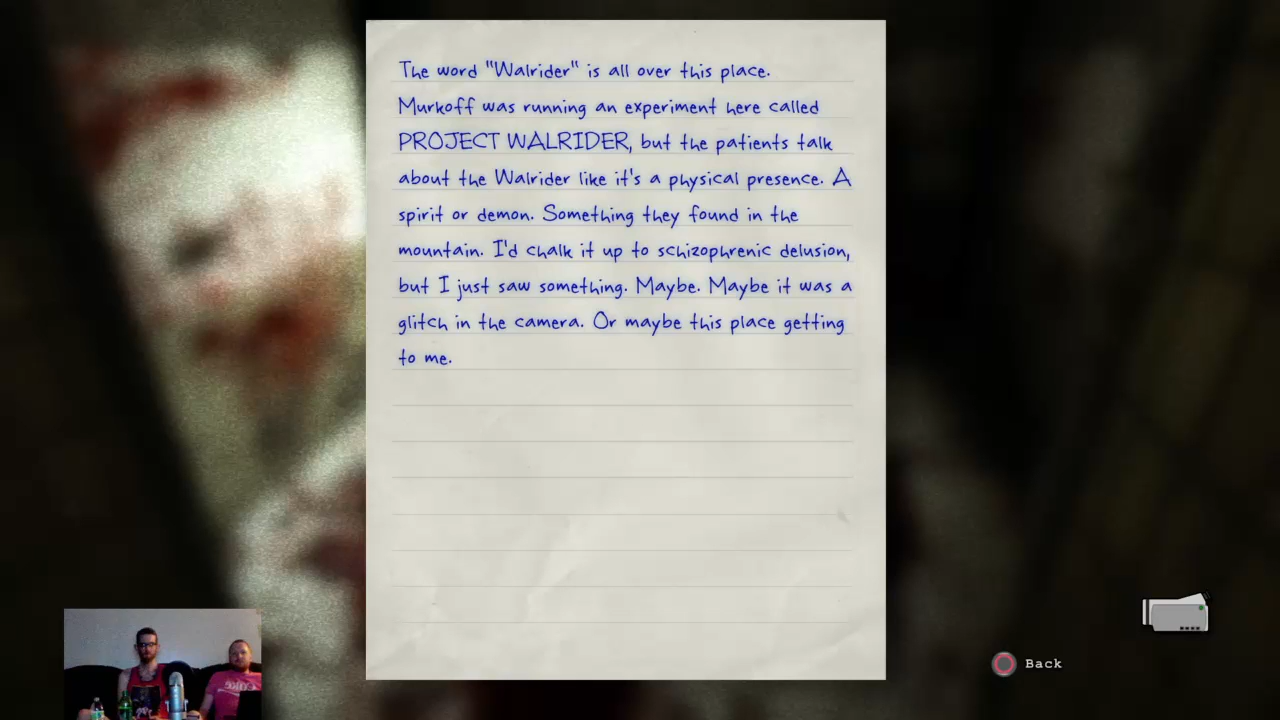 The word "Walrider" is all over this place.
Murkoff was running an experiment here called
PROJECT WALRIDER, but the patients talk
about the Walrider like it's a physical presence. A
spirit or demon. Something they found in the
mountain. I'd chalk it up to schizophrenic delusion,
but I just saw something. Maybe. Maybe it was a
glitch in the camera. Or maybe this place getting
to me.
Back